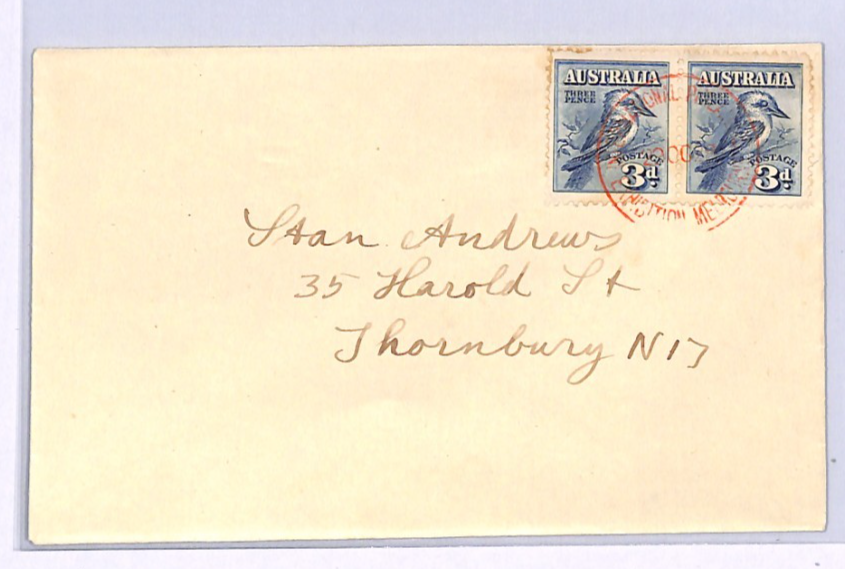 AUSTRALIA AUSTRALIA
THREE PENCE THREE PENCE
POSTAGE POSTAGE
3d. 3d.
Stan Andrews
35 Harold St
Thornbury N17